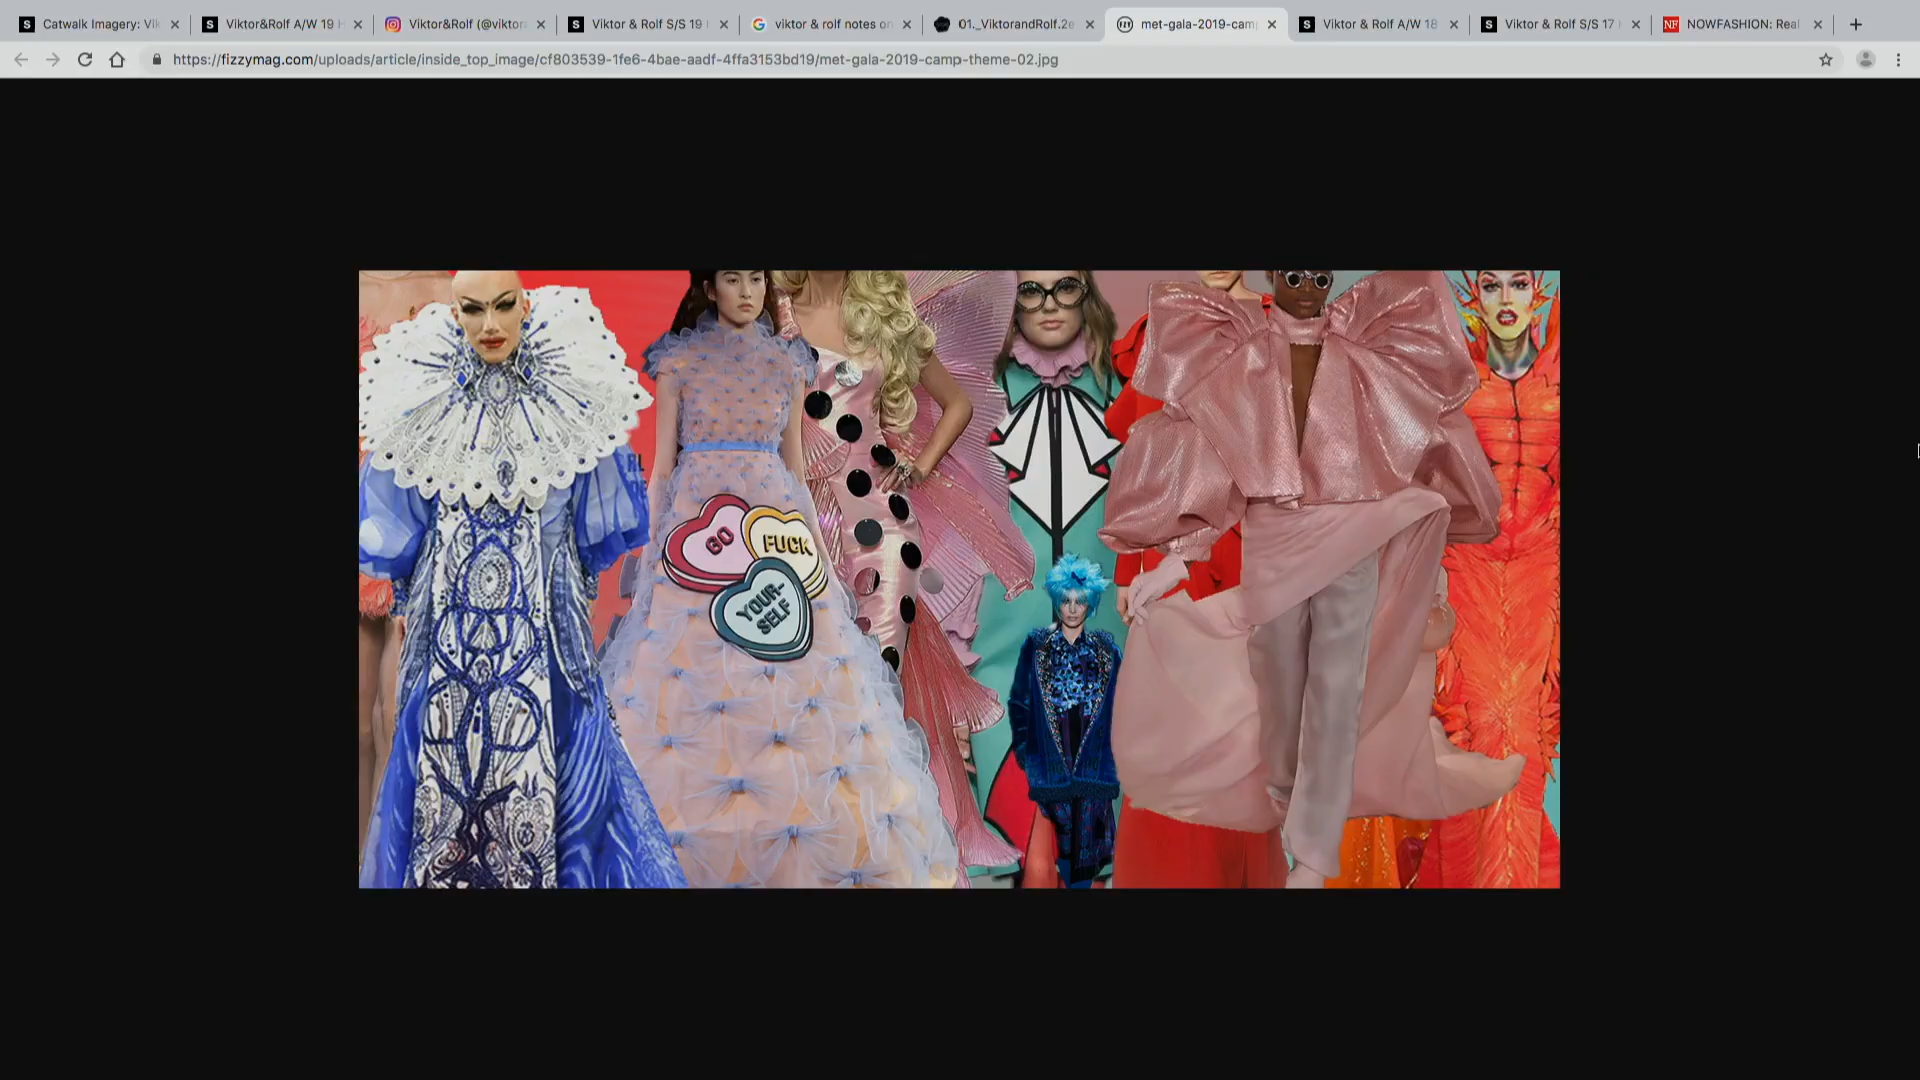 Catwalk Imagery: Vik
Viktor&Rolf A/W 19 H
Viktor&Rolf (@viktor
Viktor & Rolf S/S 19
viktor & rolf notes on
01._ViktorandRolf.2e
met-gala-2019-cam
Viktor & Rolf A/W 18
Viktor & Rolf S/S 17
NF
NOWFASHION: Real
https://fizzymag.com/uploads/article/inside_top_image/cf803539-1fe6-4bae-aadf-4ffa3153bd19/met-gala-2019-camp-theme-02.jpg
GO
FUCK
YOUR-
SELF